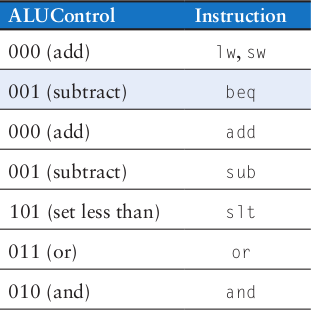 ALUControl Instruction
000 (add) lw, sw
001 (subtract) beq
000 (add) add
001 (subtract) sub
101 (set less than) slt
011 (or) or
010 (and) and